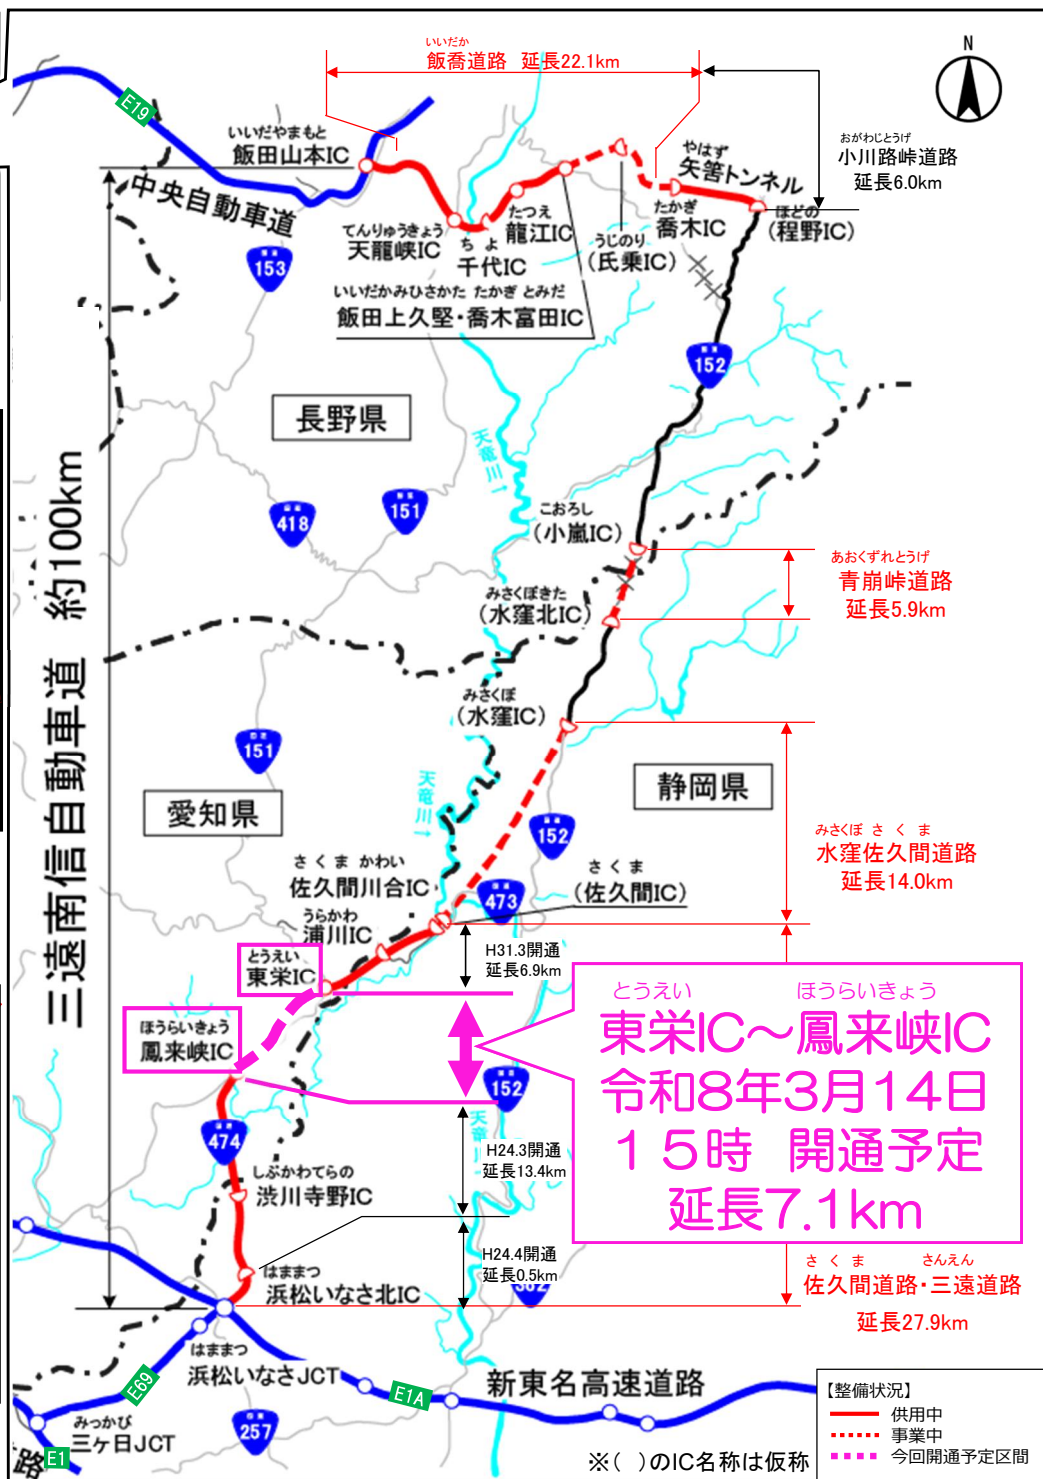 いいだか
飯喬道路 延長22.1km
N
E19
いいだやまもと
飯田山本IC
おがわじとうげ
小川路峠道路
延長6.0km
やはず
矢筈トンネル
中央自動車道
たつえ
龍江IC
たかぎ
喬木IC
ほどの
(程野IC)
てんりゅうきょう
天龍峡IC
ちよ
千代IC
うじのり
(氏乗IC)
153
いいだかみひさかた たかぎ とみだ
飯田上久堅・喬木富田IC
152
長野県
天竜川→
三遠南信自動車道 約100km
418
151
こおろし
(小嵐IC)
あおくずれとうげ
青崩峠道路
延長5.9km
みさくぼきた
(水窪北IC)
みさくぼ
(水窪IC)
151
静岡県
天竜川→
愛知県
152
みさくぼ さくま
水窪佐久間道路
延長14.0km
さくま かわい
佐久間川合IC
さくま
(佐久間IC)
473
うらかわ
浦川IC
H31.3開通
延長6.9km
とうえい
東栄IC
とうえい ほうらいきょう
東栄IC～鳳来峡IC
令和8年3月14日
15時 開通予定
延長7.1km
ほうらいきょう
鳳来峡IC
152
474
H24.3開通
延長13.4km
しぶかわてらの
渋川寺野IC
H24.4開通
延長0.5km
はままつ
浜松いなさ北IC
さくま さんえん
佐久間道路・三遠道路
延長27.9km
はままつ
浜松いなさJCT
E69
E1A
新東名高速道路
みっかび
三ヶ日JCT
257
E1
路
【整備状況】
供用中
事業中
今回開通予定区間
※( )のIC名称は仮称